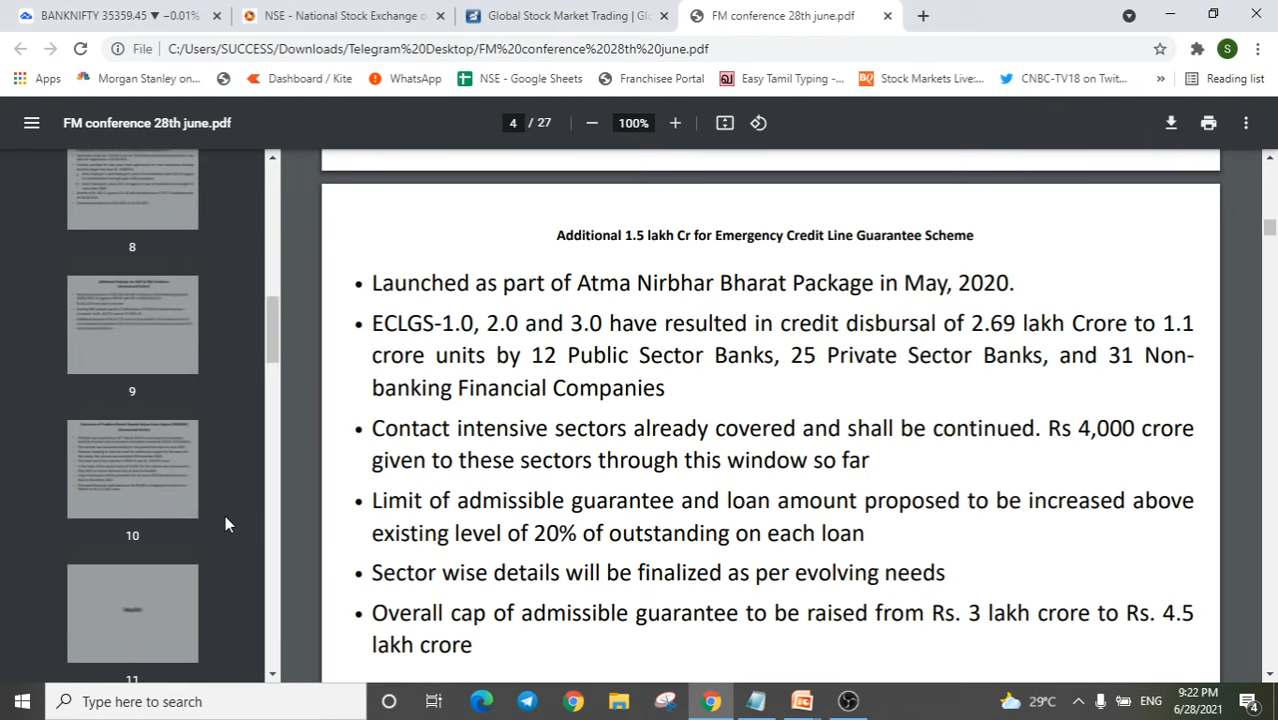 BANKNIFTY 35359.45 ▼ −0.01%
NSE - National Stock Exchange o
Global Stock Market Trading | Glo
FM conference 28th june.pdf
File | C:/Users/SUCCESS/Downloads/Telegram%20Desktop/FM%20conference%2028th%20june.pdf
S
Apps
Morgan Stanley on...
Dashboard / Kite
WhatsApp
NSE - Google Sheets
Franchisee Portal
Easy Tamil Typing -...
BQ
Stock Markets Live:...
CNBC-TV18 on Twit...
»
Reading list
FM conference 28th june.pdf
4 / 27
100%
8
9
10
11
Additional 1.5 lakh Cr for Emergency Credit Line Guarantee Scheme
• Launched as part of Atma Nirbhar Bharat Package in May, 2020.
• ECLGS-1.0, 2.0 and 3.0 have resulted in credit disbursal of 2.69 lakh Crore to 1.1
crore units by 12 Public Sector Banks, 25 Private Sector Banks, and 31 Non-
banking Financial Companies
• Contact intensive sectors already covered and shall be continued. Rs 4,000 crore
given to these sectors through this window so far
• Limit of admissible guarantee and loan amount proposed to be increased above
existing level of 20% of outstanding on each loan
• Sector wise details will be finalized as per evolving needs
• Overall cap of admissible guarantee to be raised from Rs. 3 lakh crore to Rs. 4.5
lakh crore
Type here to search
29°C
ENG
9:22 PM
6/28/2021
4